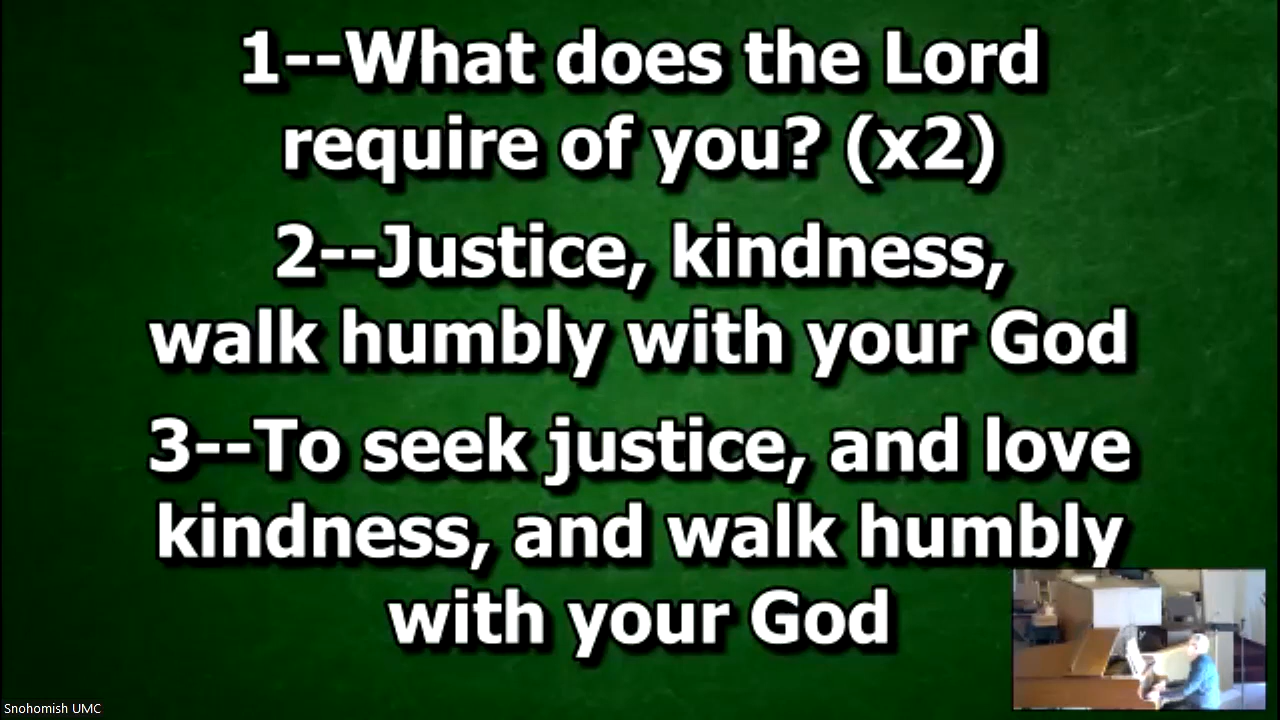 1--What does the Lord
require of you? (x2)
2--Justice, kindness,
walk humbly with your God
3--To seek justice, and love
kindness, and walk humbly
with your God
Snohomish UMC